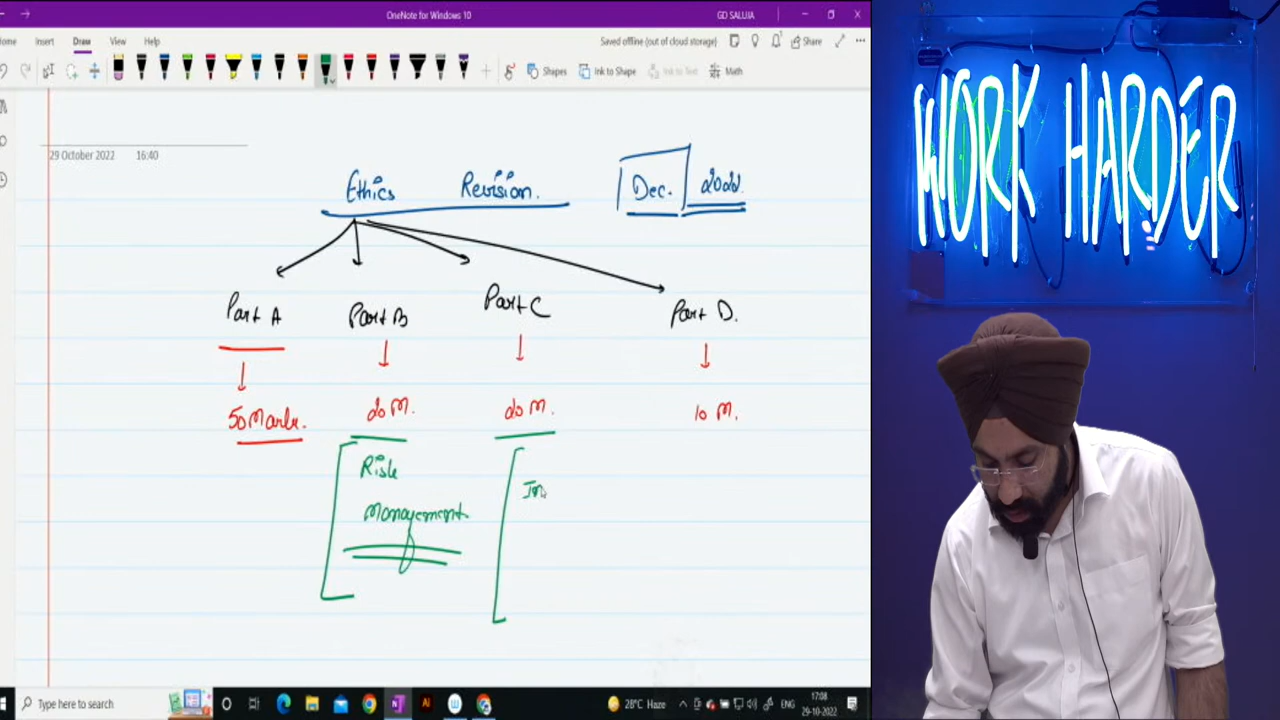 OneNote for Windows 10
GD SALUJA
Home Insert Draw View Help
Saved offline (out of cloud storage)
Share
Shapes
Ink to Shape
Ink to Text
Math
29 October 2022 16:40
Ethics Revision. Dec. 2022.
Part A Part B Part C Part D.
50 Marks. 20 M. 20 M. 10 M.
Risk
Management
In
WORK HARDER
Type here to search
28°C Haze
ENG
17:08
29-10-2022